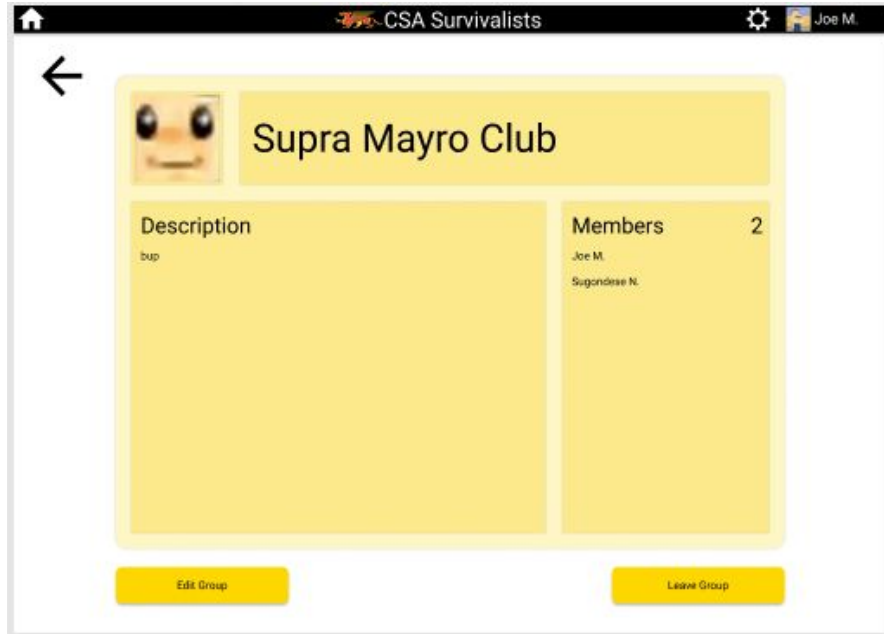 CSA Survivalists
Joe M.
Supra Mayro Club
Description
bup
Members 2
Joe M.
Sugondese N.
Edit Group
Leave Group